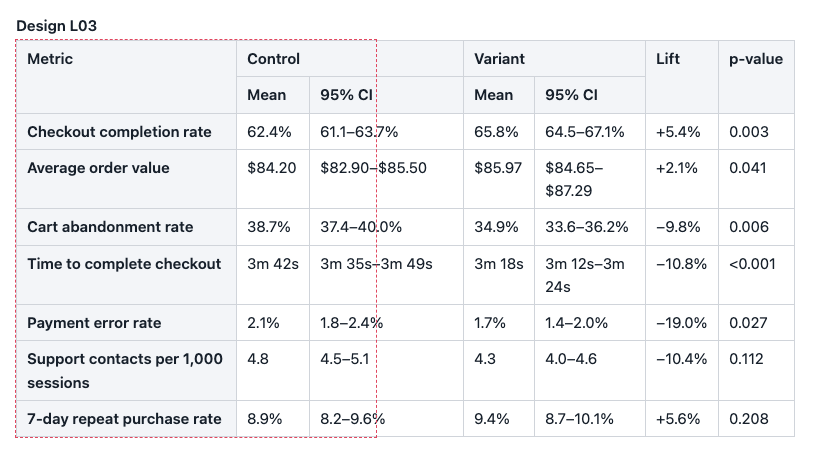 Design L03
Metric Control Variant Lift p-value
Mean 95% CI Mean 95% CI
Checkout completion rate 62.4% 61.1–63.7% 65.8% 64.5–67.1% +5.4% 0.003
Average order value $84.20 $82.90–$85.50 $85.97 $84.65– +2.1% 0.041
$87.29
Cart abandonment rate 38.7% 37.4–40.0% 34.9% 33.6–36.2% −9.8% 0.006
Time to complete checkout 3m 42s 3m 35s–3m 49s 3m 18s 3m 12s–3m −10.8% <0.001
24s
Payment error rate 2.1% 1.8–2.4% 1.7% 1.4–2.0% −19.0% 0.027
Support contacts per 1,000 4.8 4.5–5.1 4.3 4.0–4.6 −10.4% 0.112
sessions
7-day repeat purchase rate 8.9% 8.2–9.6% 9.4% 8.7–10.1% +5.6% 0.208